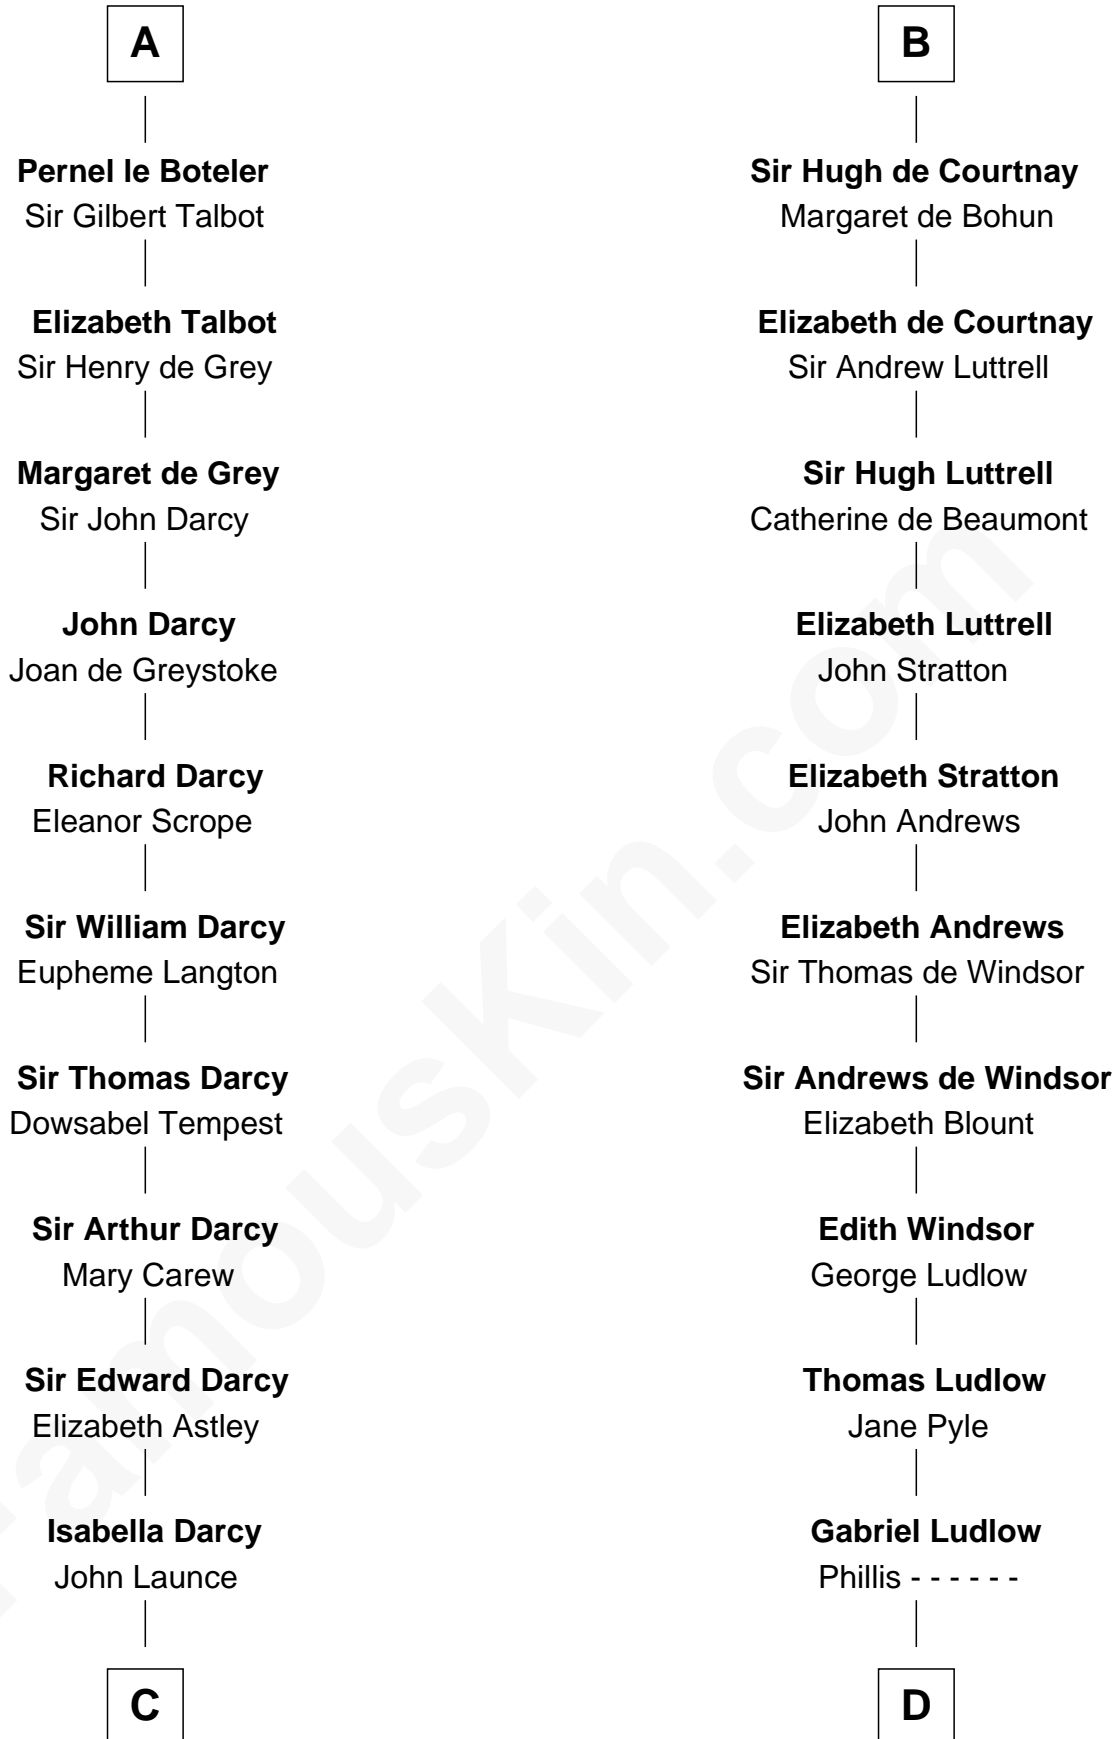 A
Pernel le Boteler
Sir Gilbert Talbot
Elizabeth Talbot
Sir Henry de Grey
Margaret de Grey
Sir John Darcy
John Darcy
Joan de Greystoke
Richard Darcy
Eleanor Scrope
Sir William Darcy
Eupheme Langton
Sir Thomas Darcy
Dowsabel Tempest
Sir Arthur Darcy
Mary Carew
Sir Edward Darcy
Elizabeth Astley
Isabella Darcy
John Launce
C
B
Sir Hugh de Courtnay
Margaret de Bohun
Elizabeth de Courtnay
Sir Andrew Luttrell
Sir Hugh Luttrell
Catherine de Beaumont
Elizabeth Luttrell
John Stratton
Elizabeth Stratton
John Andrews
Elizabeth Andrews
Sir Thomas de Windsor
Sir Andrews de Windsor
Elizabeth Blount
Edith Windsor
George Ludlow
Thomas Ludlow
Jane Pyle
Gabriel Ludlow
Phillis - - - - - -
D
FamousKin.com